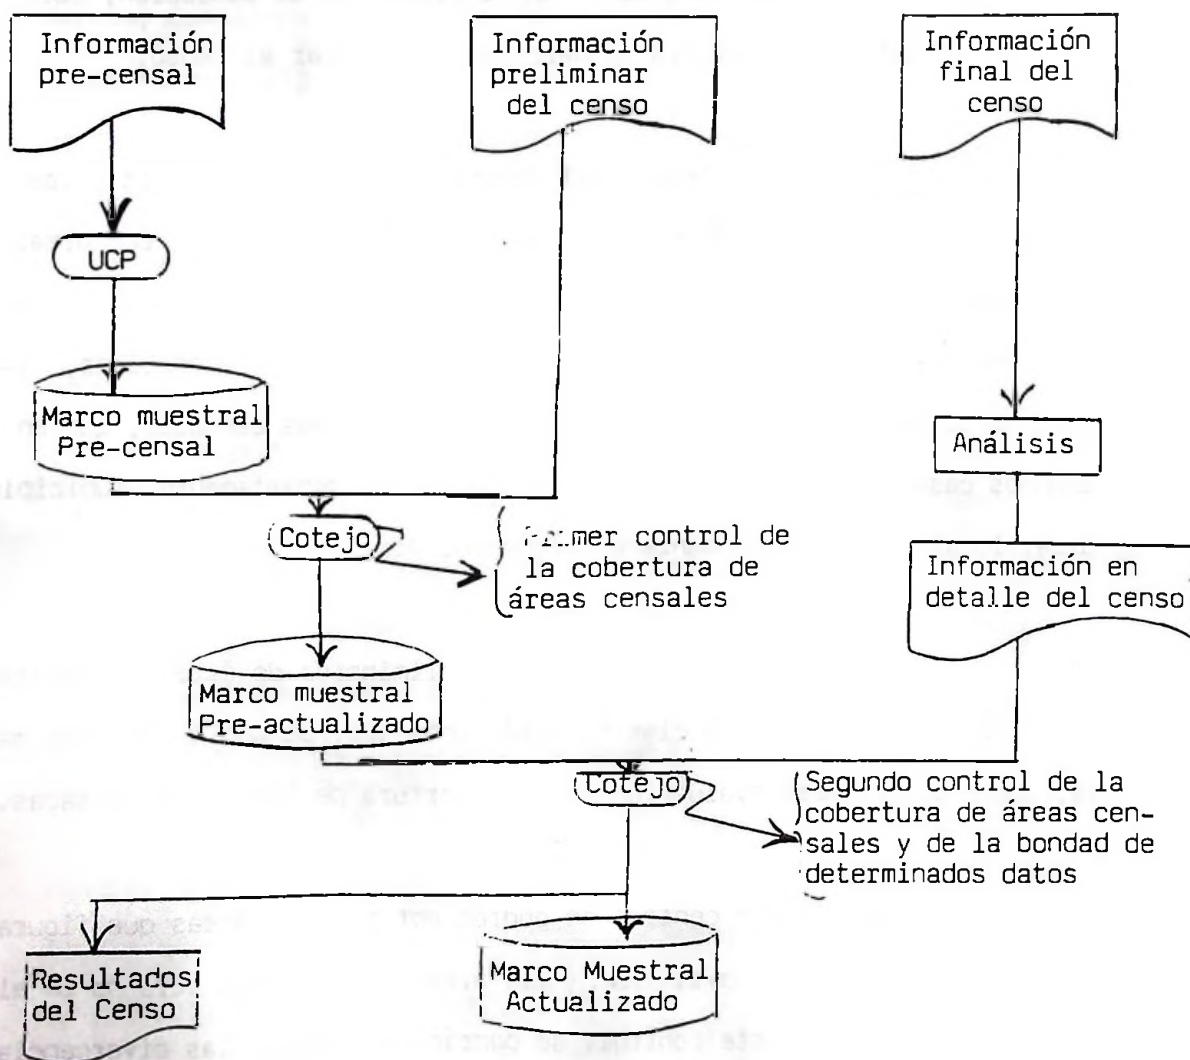 Información
pre-censal
Información
preliminar
del censo
Información
final del
censo
UCP
Marco muestral
Pre-censal
Análisis
Cotejo
Primer control de
la cobertura de
áreas censales
Información en
detalle del censo
Marco muestral
Pre-actualizado
Cotejo
Segundo control de la
cobertura de áreas cen-
sales y de la bondad de
determinados datos
Resultados
del Censo
Marco Muestral
Actualizado